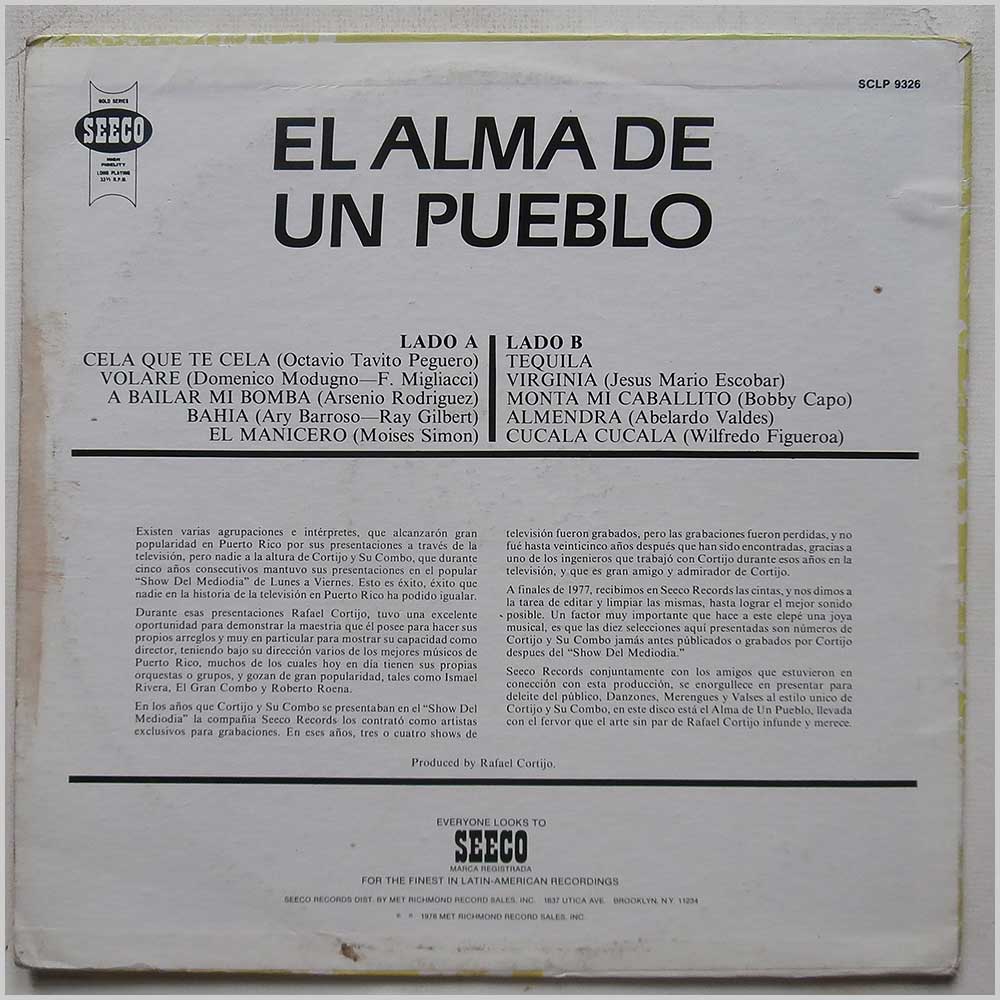 SCLP 9326
GOLD SERIES
SEECO
HIGH
FIDELITY
LONG PLAYING
33⅓ R.P.M.
EL ALMA DE
UN PUEBLO
LADO A
CELA QUE TE CELA (Octavio Tavito Peguero)
VOLARE (Domenico Modugno—F. Migliacci)
A BAILAR MI BOMBA (Arsenio Rodriguez)
BAHIA (Ary Barroso—Ray Gilbert)
EL MANICERO (Moises Simon)
LADO B
TEQUILA
VIRGINIA (Jesus Mario Escobar)
MONTA MI CABALLITO (Bobby Capo)
ALMENDRA (Abelardo Valdes)
CUCALA CUCALA (Wilfredo Figueroa)
Existen varias agrupaciones e intérpretes, que alcanzarón gran
popularidad en Puerto Rico por sus presentaciones a través de la
televisión, pero nadie a la altura de Cortijo y Su Combo, que durante
cinco años consecutivos mantuvo sus presentaciones en el popular
"Show Del Mediodia" de Lunes a Viernes. Esto es éxito, éxito que
nadie en la historia de la televisión en Puerto Rico ha podido igualar.
Durante esas presentaciones Rafael Cortijo, tuvo una excelente
oportunidad para demonstrar la maestria que él posee para hacer sus
propios arreglos y muy en particular para mostrar su capacidad como
director, teniendo bajo su dirección varios de los mejores músicos de
Puerto Rico, muchos de los cuales hoy en día tienen sus propias
orquestas o grupos, y gozan de gran popularidad, tales como Ismael
Rivera, El Gran Combo y Roberto Roena.
En los años que Cortijo y Su Combo se presentaban en el "Show Del
Mediodia" la compañia Seeco Records los contrató como artistas
exclusivos para grabaciones. En eses años, tres o cuatro shows de
televisión fueron grabados, pero las grabaciones fueron perdidas, y no
fué hasta veinticinco años después que han sido encontradas, gracias a
uno de los ingenieros que trabajó con Cortijo durante esos años en la
televisión, y que es gran amigo y admirador de Cortijo.
A finales de 1977, recibimos en Seeco Records las cintas, y nos dimos a
la tarea de editar y limpiar las mismas, hasta lograr el mejor sonido
posible. Un factor muy importante que hace a este elepé una joya
musical, es que las diez selecciones aquí presentadas son números de
Cortijo y Su Combo jamás antes públicados o grabados por Cortijo
despues del "Show Del Mediodia."
Seeco Records conjuntamente con los amigos que estuvieron en
conección con esta producción, se enorgullece en presentar para
deleite del público, Danzones, Merengues y Valses al estilo unico de
Cortijo y Su Combo, en este disco está el Alma de Un Pueblo, llevada
con el fervor que el arte sin par de Rafael Cortijo infunde y merece.
Produced by Rafael Cortijo.
EVERYONE LOOKS TO
SEECO
MARCA REGISTRADA
FOR THE FINEST IN LATIN-AMERICAN RECORDINGS
SEECO RECORDS DIST. BY MET RICHMOND RECORD SALES, INC. 1837 UTICA AVE. BROOKLYN, N.Y. 11234
1978 MET RICHMOND RECORD SALES, INC.